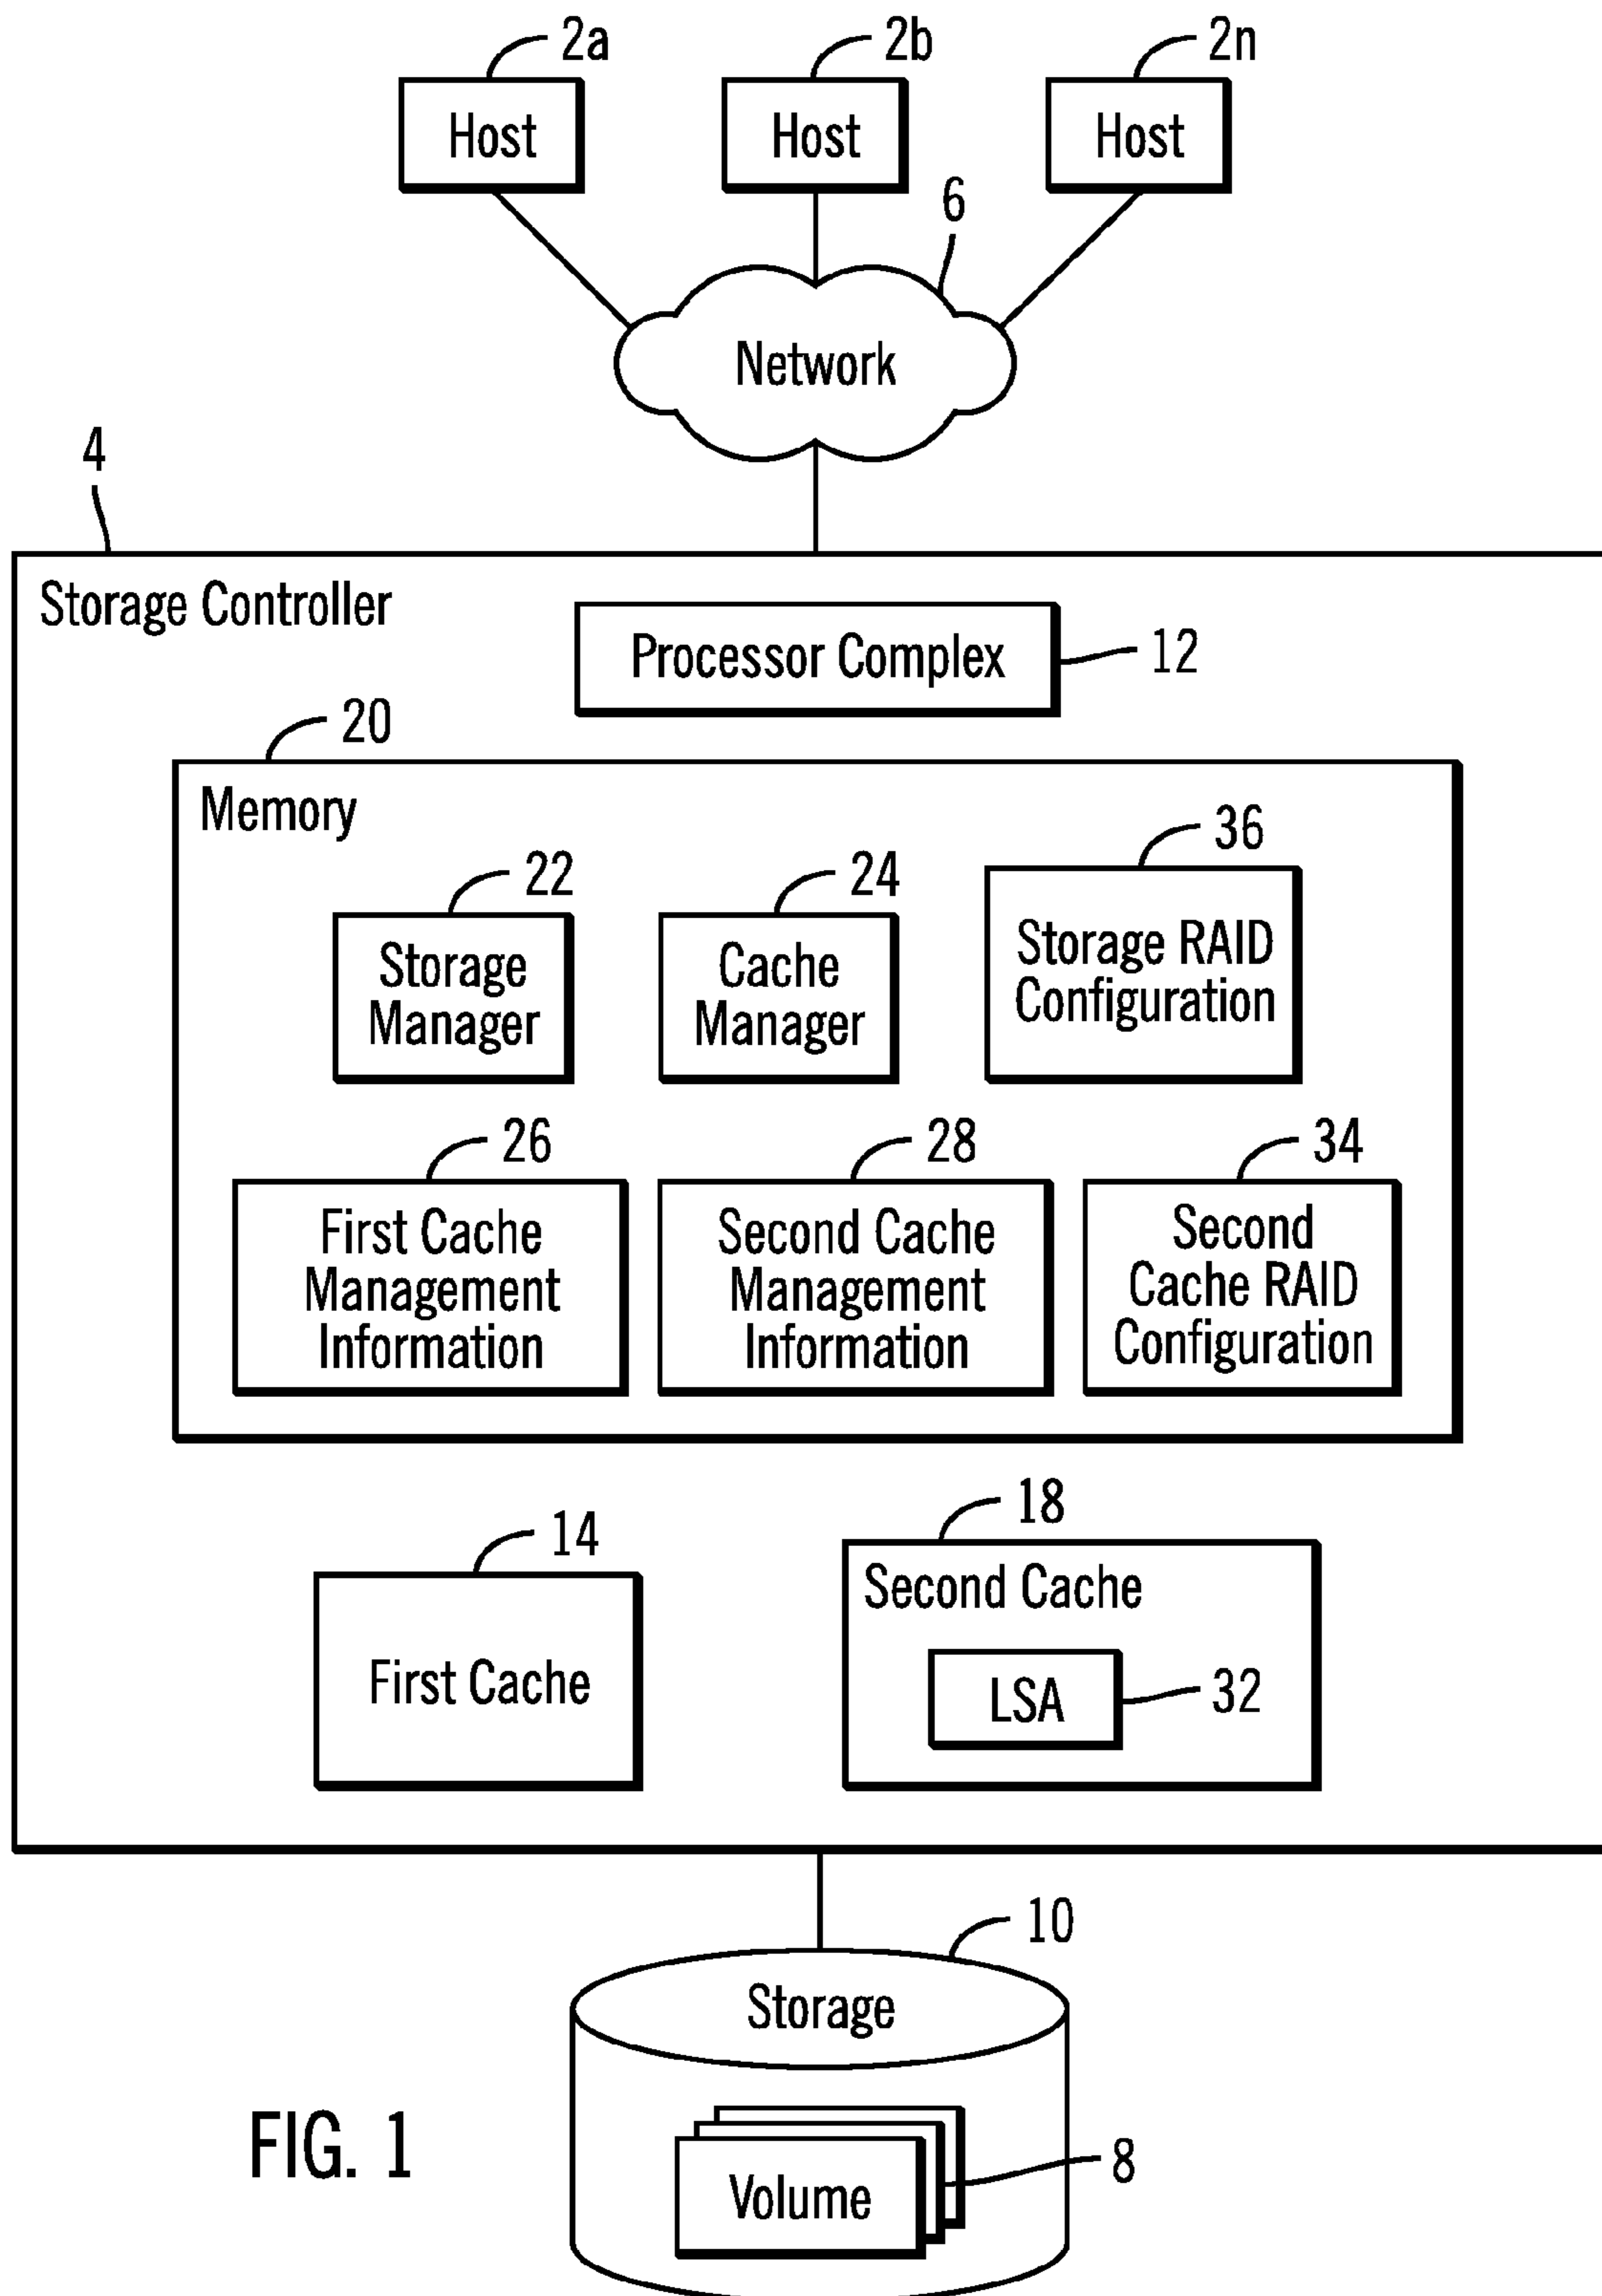 2a
2b
2n
Host
Host
Host
6
Network
4
Storage Controller
Processor Complex
12
20
Memory
22
24
36
Storage
Manager
Cache
Manager
Storage RAID
Configuration
26
28
34
First Cache
Management
Information
Second Cache
Management
Information
Second
Cache RAID
Configuration
14
18
First Cache
Second Cache
LSA
32
10
Storage
Volume
8
FIG. 1